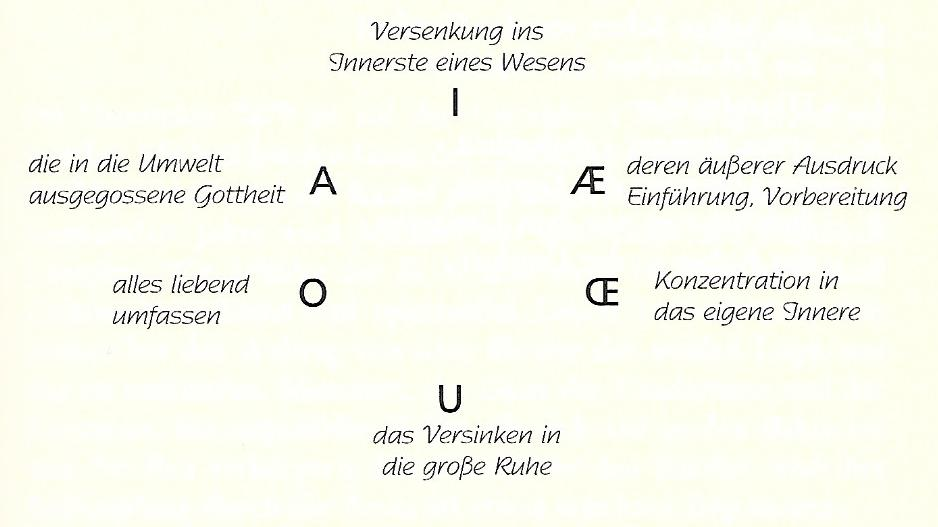 Versenkung ins
Innerste eines Wesens
I
die in die Umwelt
ausgegossene Gottheit
A
Æ
deren äußerer Ausdruck
Einführung, Vorbereitung
alles liebend
umfassen
O
Œ
Konzentration in
das eigene Innere
U
das Versinken in
die große Ruhe